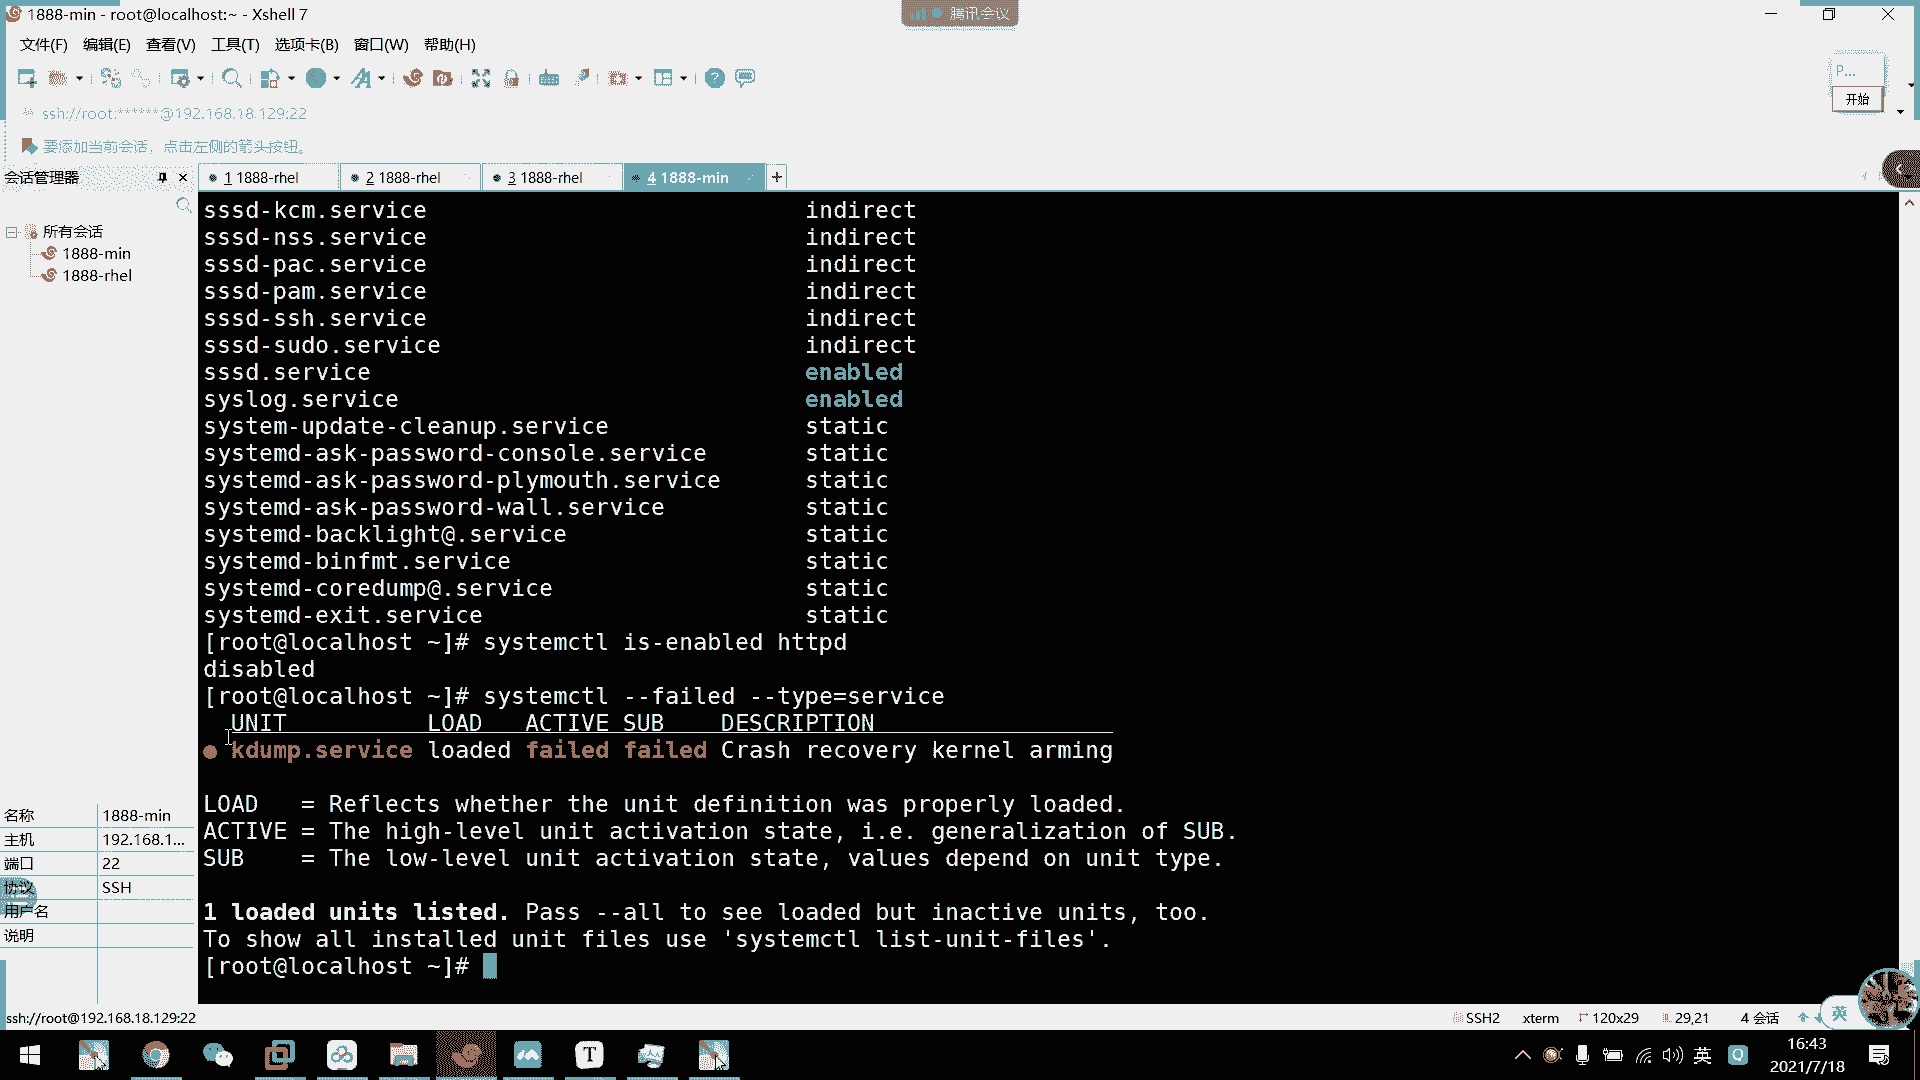 1888-min - root@localhost:~ - Xshell 7
腾讯会议
文件(F) 编辑(E) 查看(V) 工具(T) 选项卡(B) 窗口(W) 帮助(H)
P...
开始
ssh://root:******@192.168.18.129:22
要添加当前会话，点击左侧的箭头按钮。
会话管理器
1 1888-rhel
2 1888-rhel
3 1888-rhel
4 1888-min
所有会话
1888-min
1888-rhel
sssd-kcm.service indirect
sssd-nss.service indirect
sssd-pac.service indirect
sssd-pam.service indirect
sssd-ssh.service indirect
sssd-sudo.service indirect
sssd.service enabled
syslog.service enabled
system-update-cleanup.service static
systemd-ask-password-console.service static
systemd-ask-password-plymouth.service static
systemd-ask-password-wall.service static
systemd-backlight@.service static
systemd-binfmt.service static
systemd-coredump@.service static
systemd-exit.service static
[root@localhost ~]# systemctl is-enabled httpd
disabled
[root@localhost ~]# systemctl --failed --type=service
UNIT LOAD ACTIVE SUB DESCRIPTION
● kdump.service loaded failed failed Crash recovery kernel arming
LOAD = Reflects whether the unit definition was properly loaded.
ACTIVE = The high-level unit activation state, i.e. generalization of SUB.
SUB = The low-level unit activation state, values depend on unit type.
1 loaded units listed. Pass --all to see loaded but inactive units, too.
To show all installed unit files use 'systemctl list-unit-files'.
[root@localhost ~]#
名称 1888-min
主机 192.168.1...
端口 22
协议 SSH
用户名
说明
ssh://root@192.168.18.129:22
SSH2 xterm 120x29 29,21 4 会话
英
英
16:43
2021/7/18